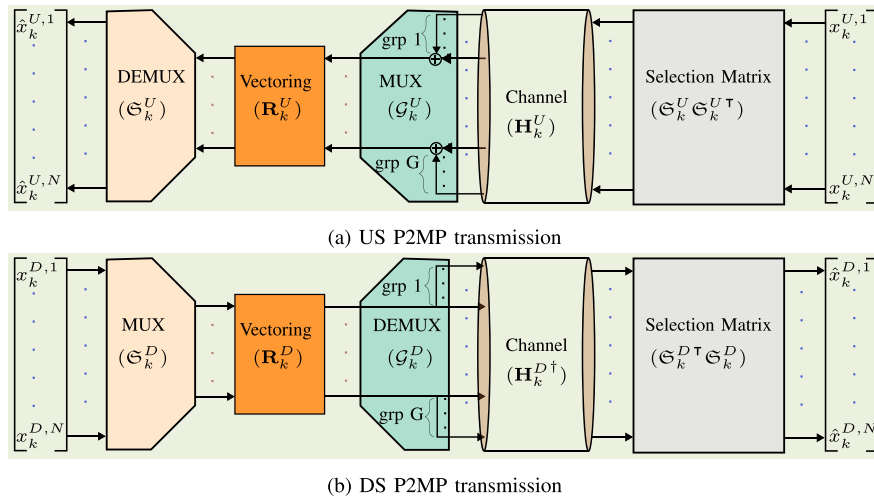 x̂_k^{U,1} grp 1 x_k^{U,1}
DEMUX Vectoring MUX Channel Selection Matrix
(𝔖_k^U) (𝐑_k^U) (𝒢_k^U) (𝐇_k^U) (𝔖_k^U 𝔖_k^{U⊤})
x̂_k^{U,N} grp G x_k^{U,N}
(a) US P2MP transmission
x_k^{D,1} grp 1 x̂_k^{D,1}
MUX Vectoring DEMUX Channel Selection Matrix
(𝔖_k^D) (𝐑_k^D) (𝒢_k^D) (𝐇_k^{D†}) (𝔖_k^{D⊤} 𝔖_k^D)
x_k^{D,N} grp G x̂_k^{D,N}
(b) DS P2MP transmission